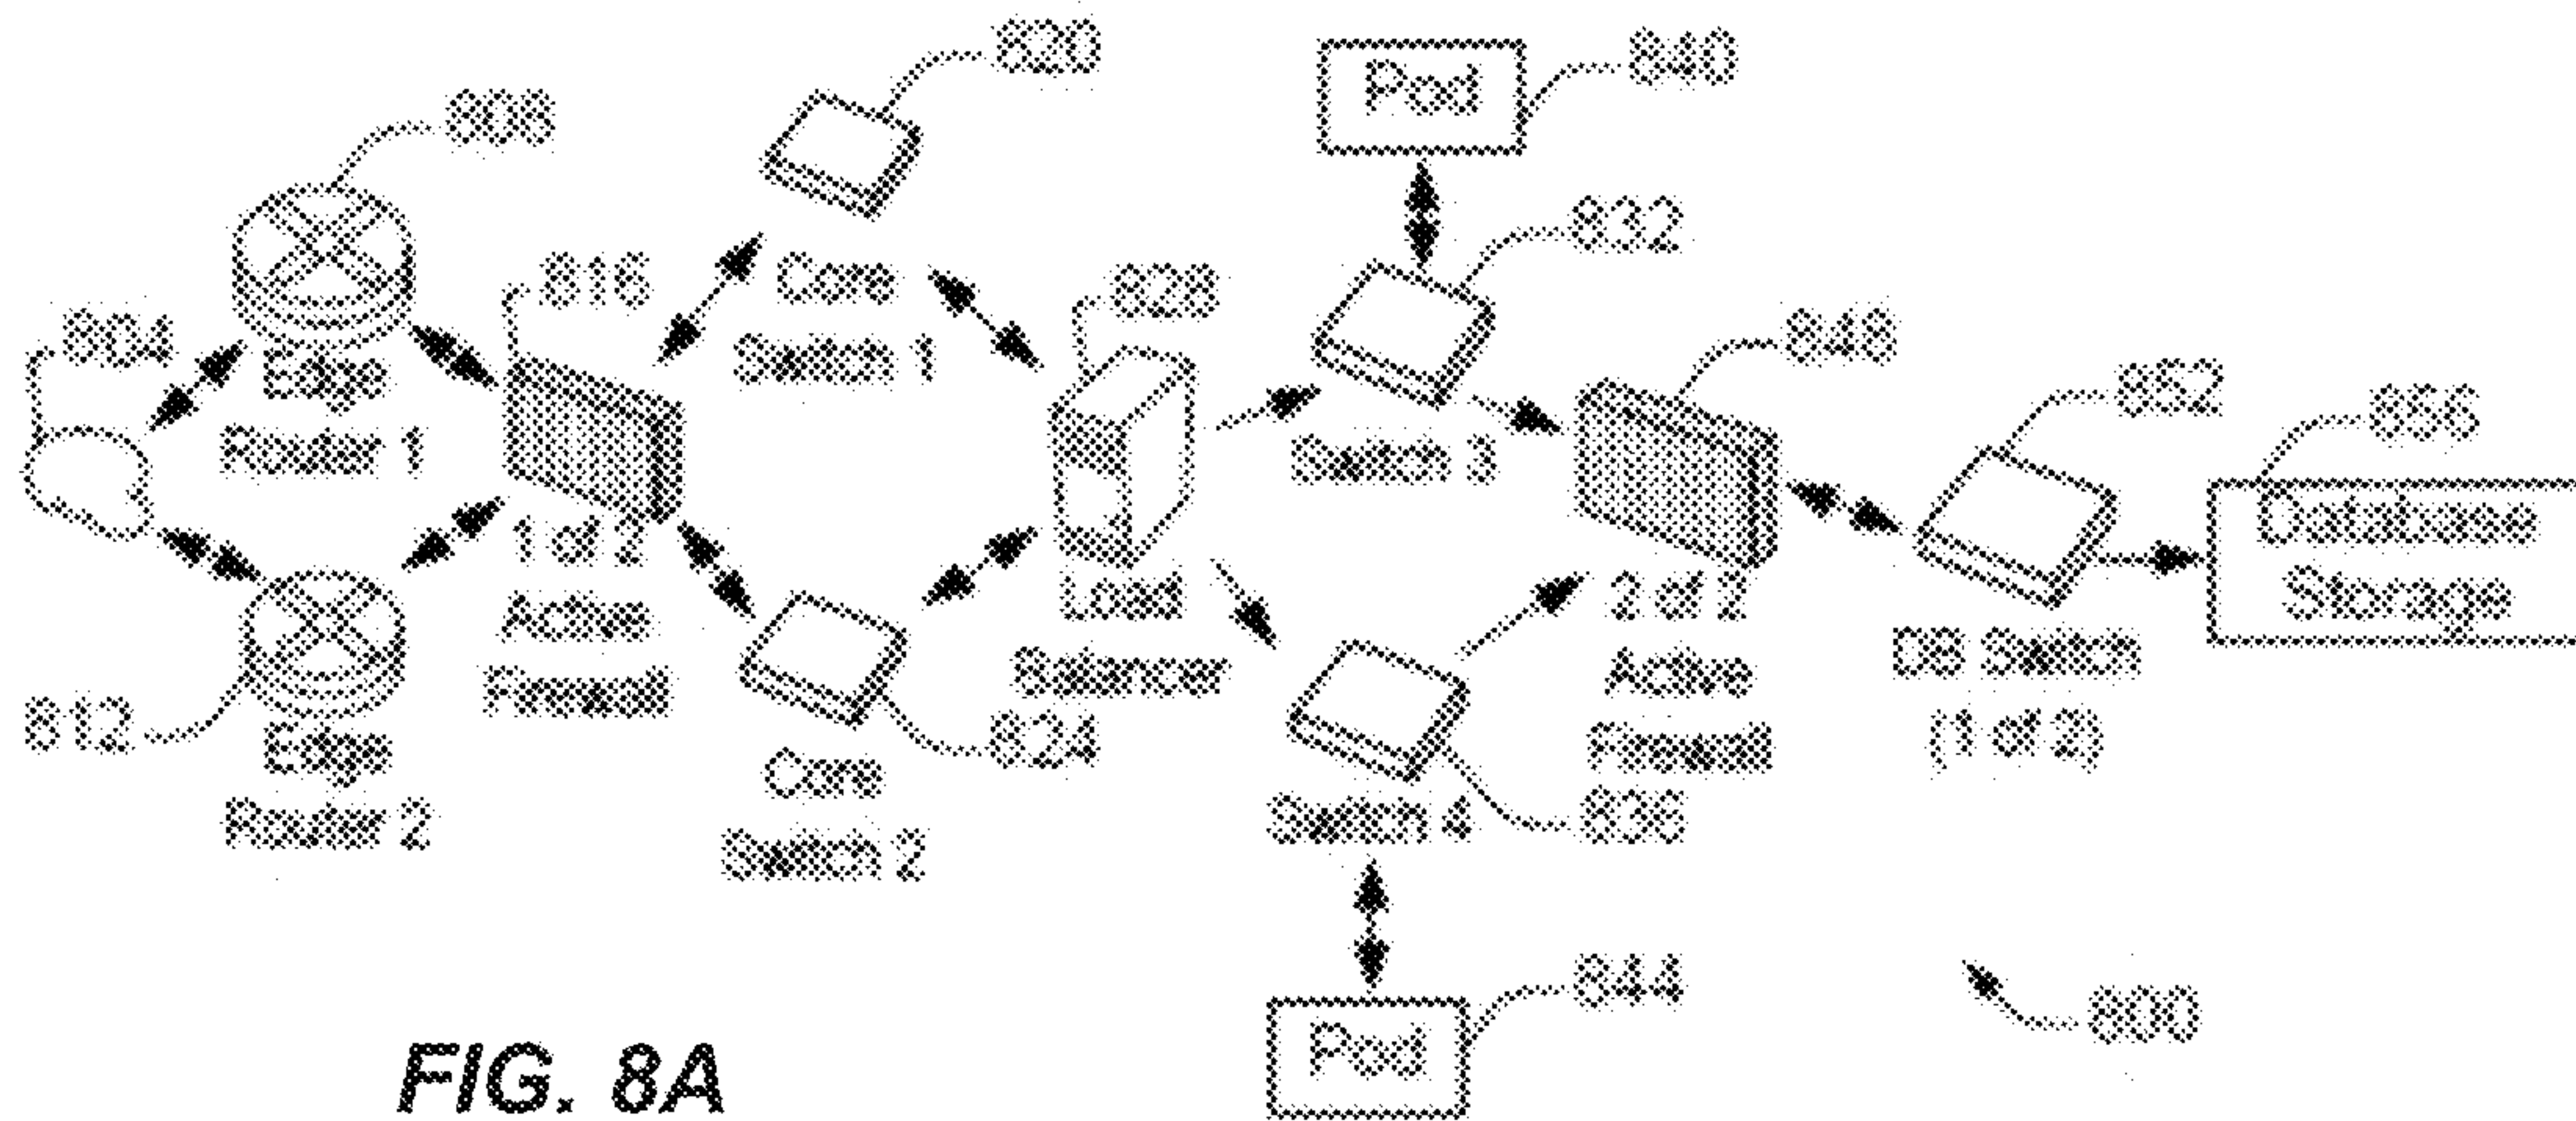 820
840
808
Pod
832
816
Core
Switch 1
828
804
848
Edge
Router 1
852
856
Switch 3
1 of 2
Active
Firewall
Load
Balancer
2 of 2
Active
Firewall
Database
Storage
DB Switch
(1 of 2)
812
Edge
Router 2
824
Core
Switch 2
Switch 4
836
844
Pod
800
FIG. 8A